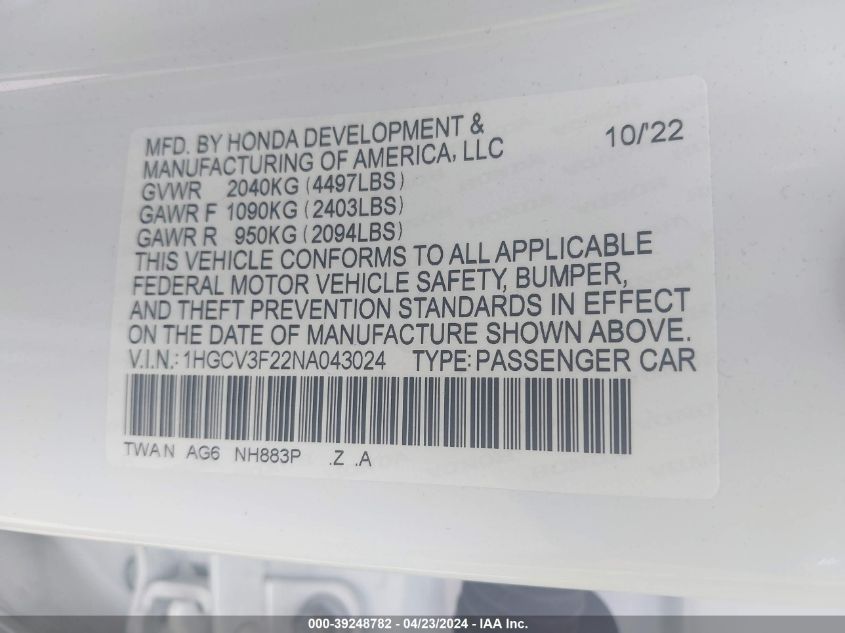 MFD. BY HONDA DEVELOPMENT & MANUFACTURING OF AMERICA, LLC 10/'22
GVWR 2040KG (4497LBS)
GAWR F 1090KG (2403LBS)
GAWR R 950KG (2094LBS)
THIS VEHICLE CONFORMS TO ALL APPLICABLE
FEDERAL MOTOR VEHICLE SAFETY, BUMPER,
AND THEFT PREVENTION STANDARDS IN EFFECT
ON THE DATE OF MANUFACTURE SHOWN ABOVE.
V.I.N.: 1HGCV3F22NA043024 TYPE: PASSENGER CAR
TWAN AG6 NH883P .Z .A
000-39248782 - 04/23/2024 - IAA Inc.